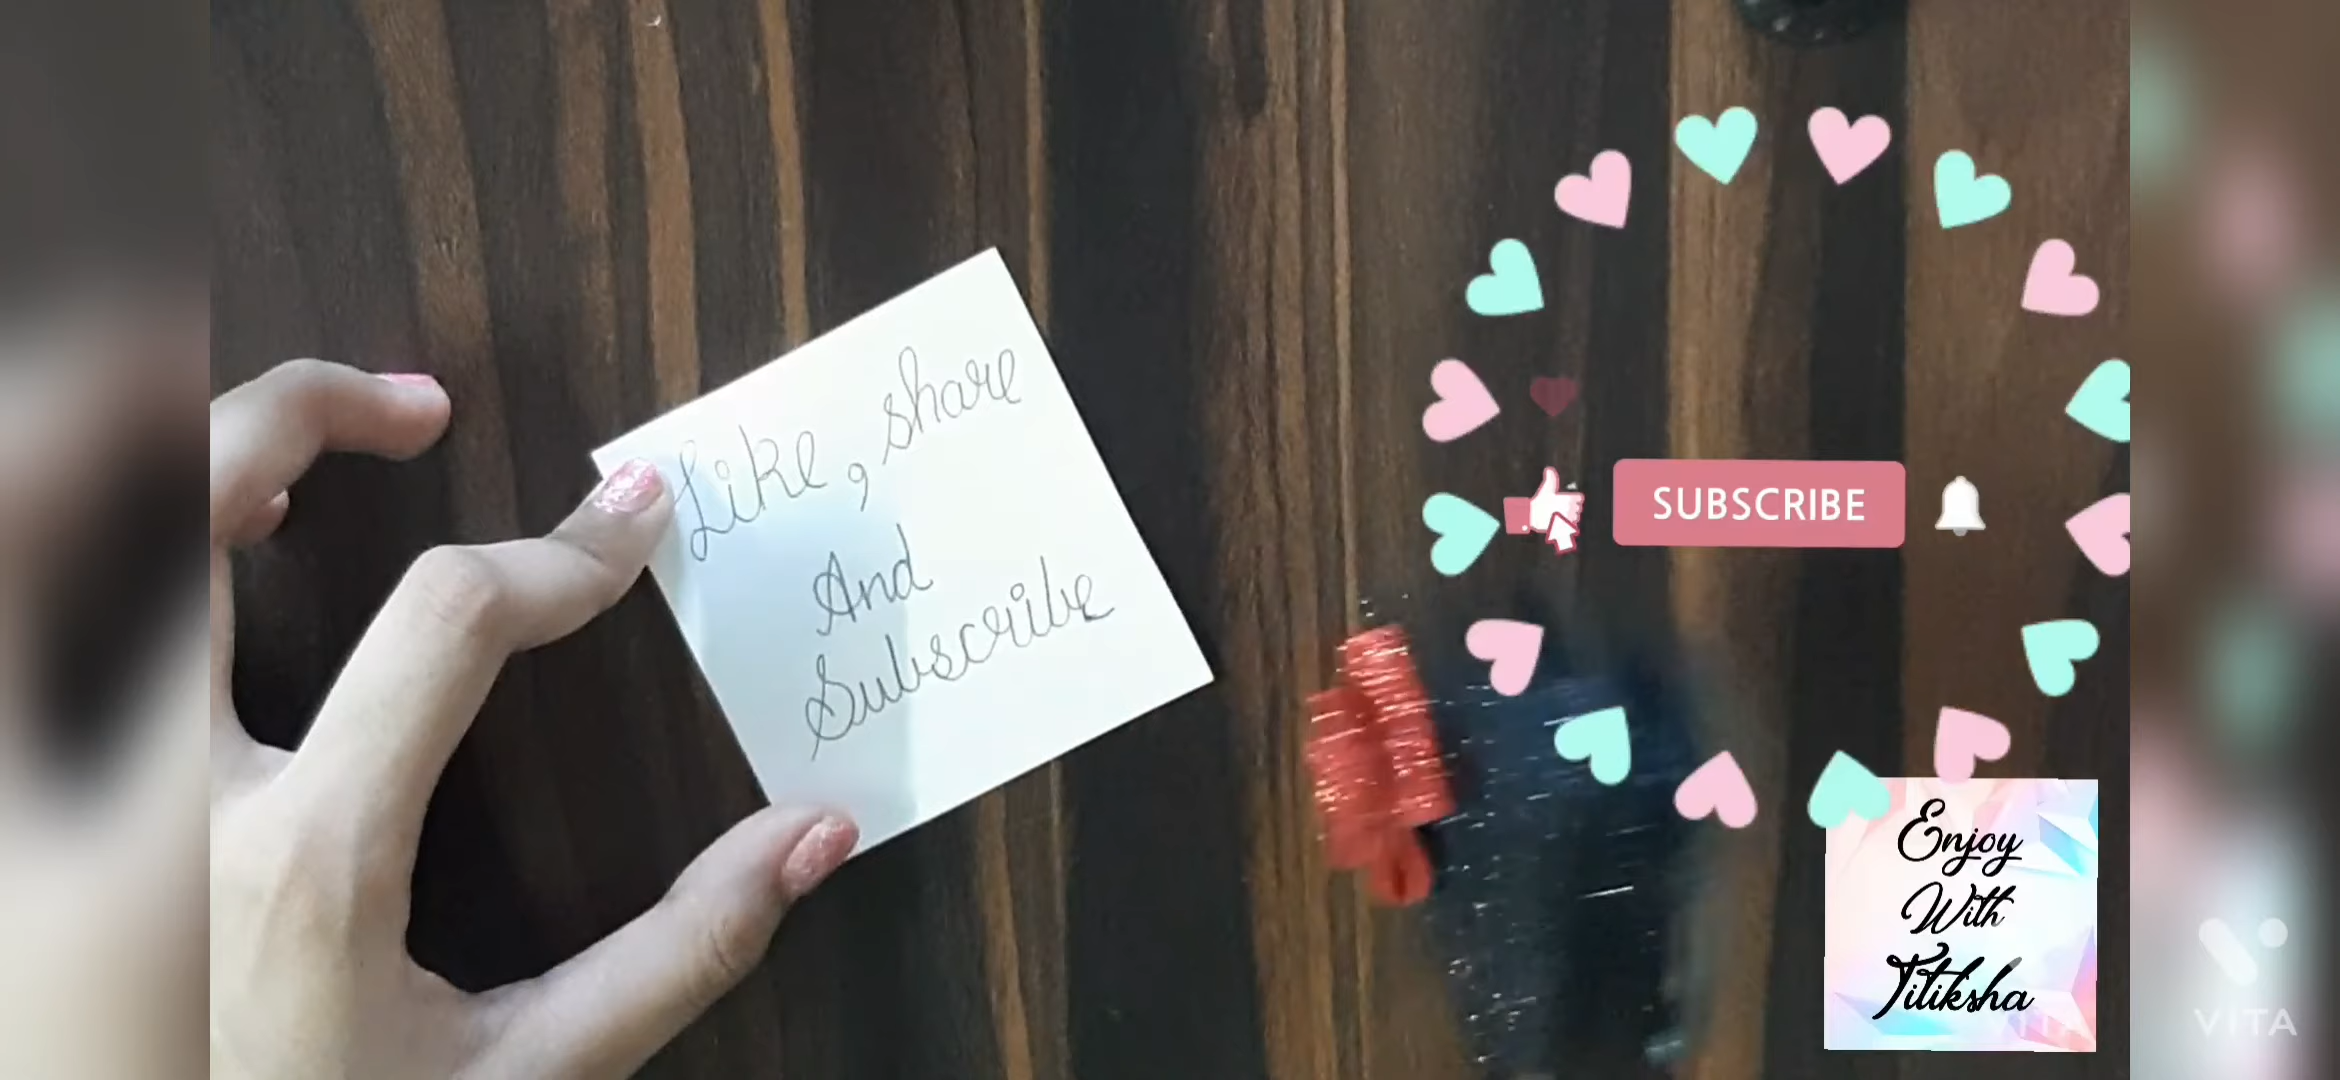 Like, share
And
Subscribe
SUBSCRIBE
Enjoy
With
Titiksha
VITA